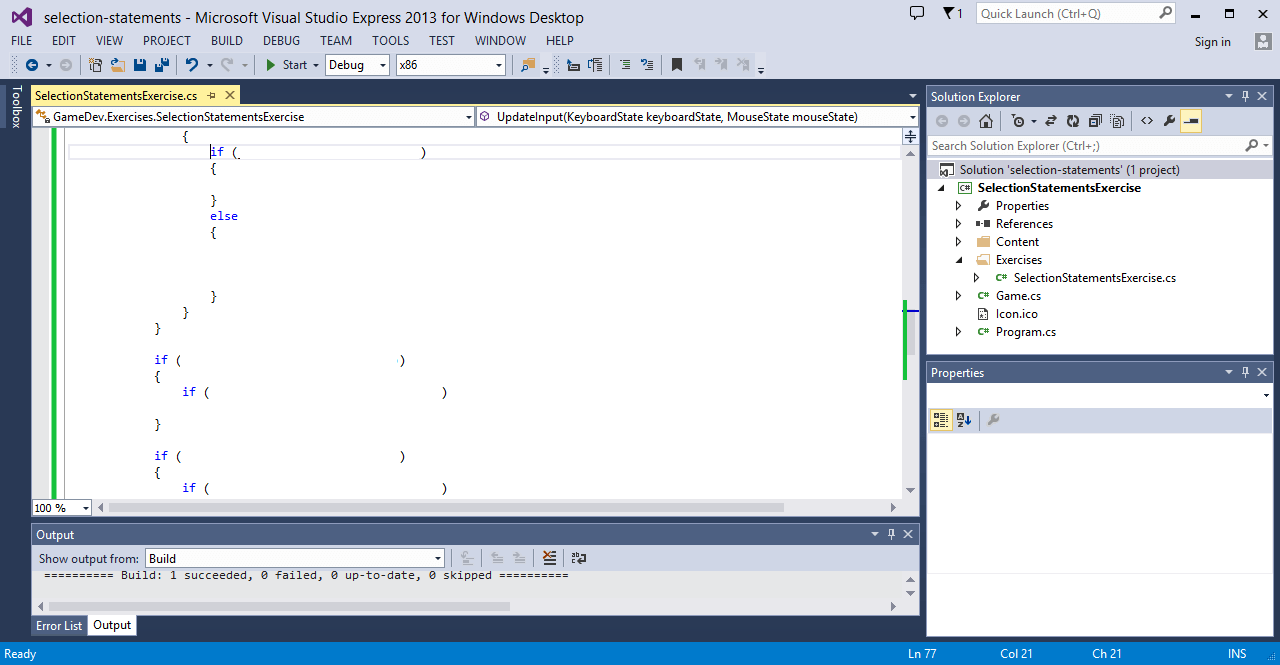 selection-statements - Microsoft Visual Studio Express 2013 for Windows Desktop
1
Quick Launch (Ctrl+Q)
FILE EDIT VIEW PROJECT BUILD DEBUG TEAM TOOLS TEST WINDOW HELP
Sign in
Start Debug x86
Toolbox
SelectionStatementsExercise.cs
GameDev.Exercises.SelectionStatementsExercise
UpdateInput(KeyboardState keyboardState, MouseState mouseState)
{
if ( )
{
}
else
{
}
}
}
if ( )
{
if ( )
}
if ( )
{
if ( )
100 %
Output
Show output from: Build
========== Build: 1 succeeded, 0 failed, 0 up-to-date, 0 skipped ==========
Error List Output
Solution Explorer
Search Solution Explorer (Ctrl+;)
Solution 'selection-statements' (1 project)
C# SelectionStatementsExercise
Properties
References
Content
Exercises
C# SelectionStatementsExercise.cs
C# Game.cs
Icon.ico
C# Program.cs
Properties
Ready Ln 77 Col 21 Ch 21 INS